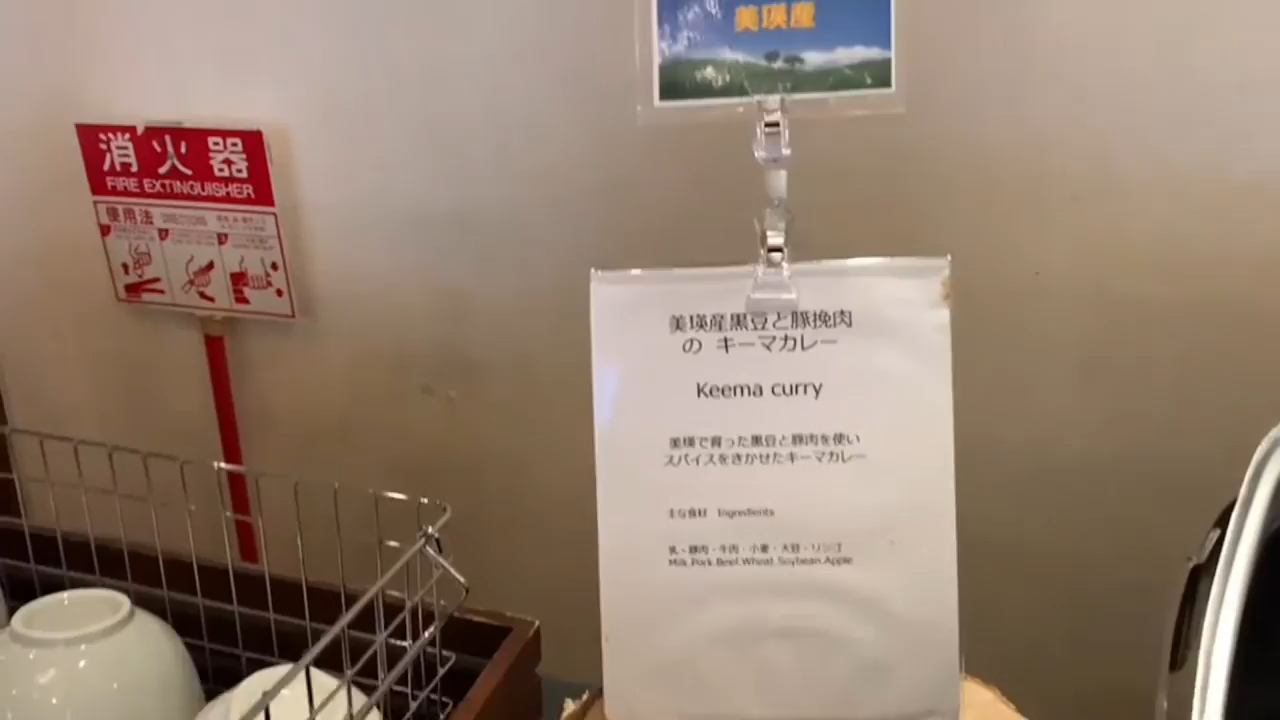 美瑛産
消火器
FIRE EXTINGUISHER
使用法
美瑛産黒豆と豚挽肉
の キーマカレー
Keema curry
美瑛で育った黒豆と豚肉を使い
スパイスをきかせたキーマカレー
主な食材 Ingredients
乳・豚肉・牛肉・小麦・大豆・リンゴ
Milk.Pork.Beef.Wheat.Soybean.Apple